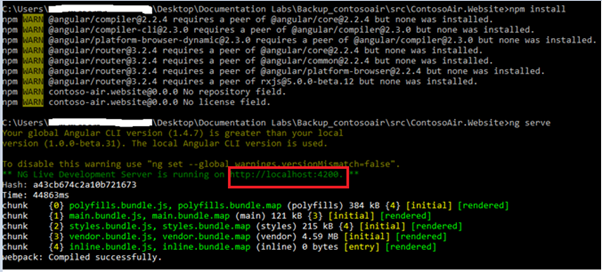 C:\Users\ \Desktop\Documentation Labs\Backup_contosoair\src\ContosoAir.Website>npm install
npm WARN @angular/compiler@2.2.4 requires a peer of @angular/core@2.2.4 but none was installed.
npm WARN @angular/compiler-cli@2.3.0 requires a peer of @angular/compiler@^2.3.0 but none was installed.
npm WARN @angular/platform-browser-dynamic@2.3.0 requires a peer of @angular/core@2.3.0 but none was installed.
npm WARN @angular/router@3.2.4 requires a peer of @angular/core@2.2.4 but none was installed.
npm WARN @angular/router@3.2.4 requires a peer of @angular/common@2.2.4 but none was installed.
npm WARN @angular/router@3.2.4 requires a peer of @angular/platform-browser@2.2.4 but none was installed.
npm WARN @angular/router@3.2.4 requires a peer of rxjs@5.0.0-beta.12 but none was installed.
npm WARN contoso-air.website@0.0.0 No repository field.
npm WARN contoso-air.website@0.0.0 No license field.
C:\Users\ \Desktop\Documentation Labs\Backup_contosoair\src\ContosoAir.Website>ng serve
Your global Angular CLI version (1.4.7) is greater than your local
version (1.0.0-beta.31). The local Angular CLI version is used.
To disable this warning use "ng set --global warnings.versionMismatch=false".
** NG Live Development Server is running on http://localhost:4200. **
Hash: a43cb674c2a10b721673
Time: 44863ms
chunk {0} polyfills.bundle.js, polyfills.bundle.map (polyfills) 384 kB {4} [initial] [rendered]
chunk {1} main.bundle.js, main.bundle.map (main) 121 kB {3} [initial] [rendered]
chunk {2} styles.bundle.js, styles.bundle.map (styles) 215 kB {4} [initial] [rendered]
chunk {3} vendor.bundle.js, vendor.bundle.map (vendor) 4.59 MB [initial] [rendered]
chunk {4} inline.bundle.js, inline.bundle.map (inline) 0 bytes [entry] [rendered]
webpack: Compiled successfully.